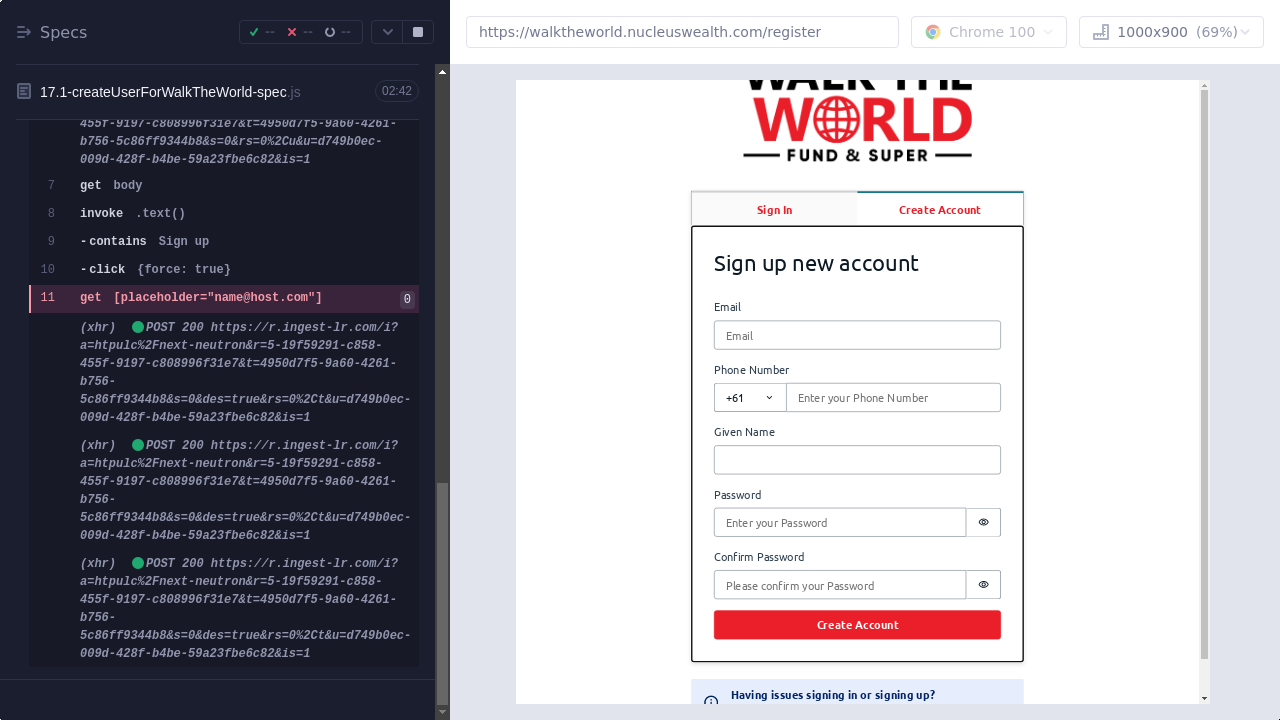 Specs
-- -- --
https://walktheworld.nucleuswealth.com/register
Chrome 100
1000x900 (69%)
17.1-createUserForWalkTheWorld-spec.js
02:42
455f-9197-c808996f31e7&t=4950d7f5-9a60-4261-
b756-5c86ff9344b8&s=0&rs=0%2Cu&u=d749b0ec-
009d-428f-b4be-59a23fbe6c82&is=1
7 get body
8 invoke .text()
9 -contains Sign up
10 -click {force: true}
11 get [placeholder="name@host.com"] 0
(xhr) POST 200 https://r.ingest-lr.com/i?
a=htpulc%2Fnext-neutron&r=5-19f59291-c858-
455f-9197-c808996f31e7&t=4950d7f5-9a60-4261-
b756-
5c86ff9344b8&s=0&des=true&rs=0%2Ct&u=d749b0ec-
009d-428f-b4be-59a23fbe6c82&is=1
(xhr) POST 200 https://r.ingest-lr.com/i?
a=htpulc%2Fnext-neutron&r=5-19f59291-c858-
455f-9197-c808996f31e7&t=4950d7f5-9a60-4261-
b756-
5c86ff9344b8&s=0&des=true&rs=0%2Ct&u=d749b0ec-
009d-428f-b4be-59a23fbe6c82&is=1
(xhr) POST 200 https://r.ingest-lr.com/i?
a=htpulc%2Fnext-neutron&r=5-19f59291-c858-
455f-9197-c808996f31e7&t=4950d7f5-9a60-4261-
b756-
5c86ff9344b8&s=0&des=true&rs=0%2Ct&u=d749b0ec-
009d-428f-b4be-59a23fbe6c82&is=1
WALK THE
WORLD
FUND & SUPER
Sign In
Create Account
Sign up new account
Email
Email
Phone Number
+61
Enter your Phone Number
Given Name
Password
Enter your Password
Confirm Password
Please confirm your Password
Create Account
Having issues signing in or signing up?